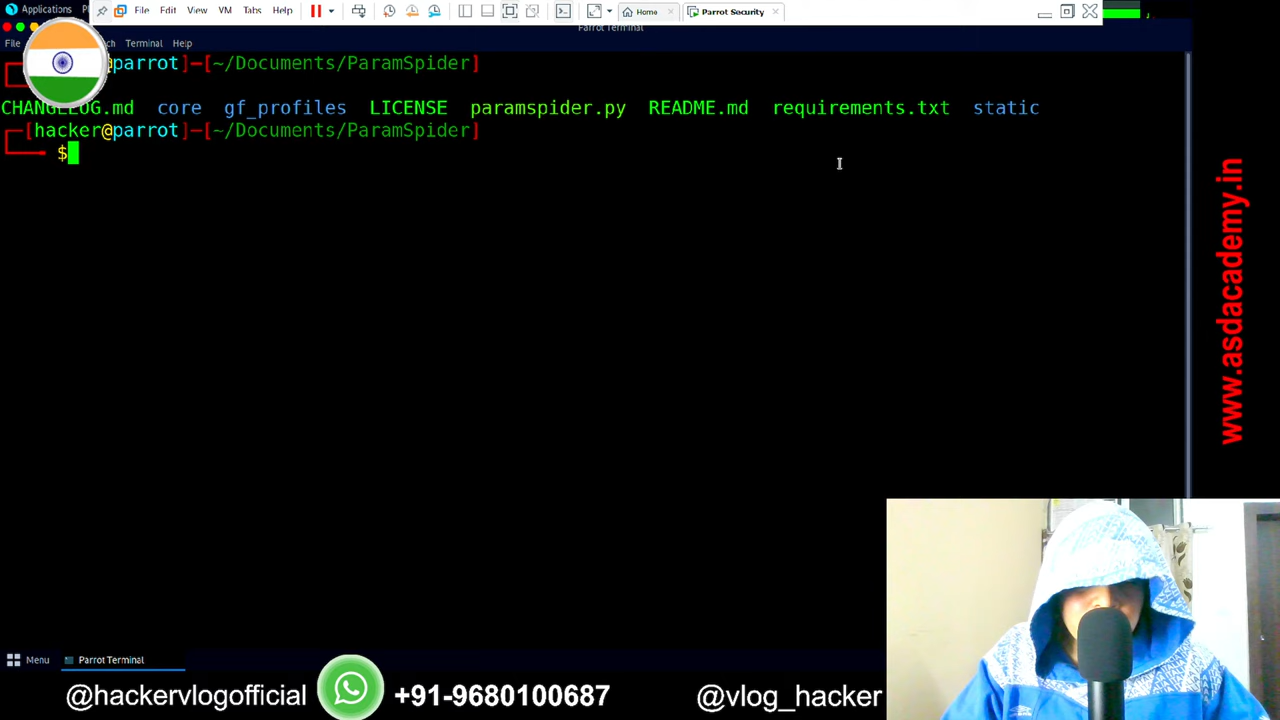 Applications
File Edit View VM Tabs Help
Home
Parrot Security
Parrot Terminal
File
Terminal Help
@parrot]─[~/Documents/ParamSpider]
CHANGELOG.md core gf_profiles LICENSE paramspider.py README.md requirements.txt static
┌─[hacker@parrot]─[~/Documents/ParamSpider]
└──╼ $
www.asdacademy.in
Menu
Parrot Terminal
@hackervlogofficial
+91-9680100687
@vlog_hacker